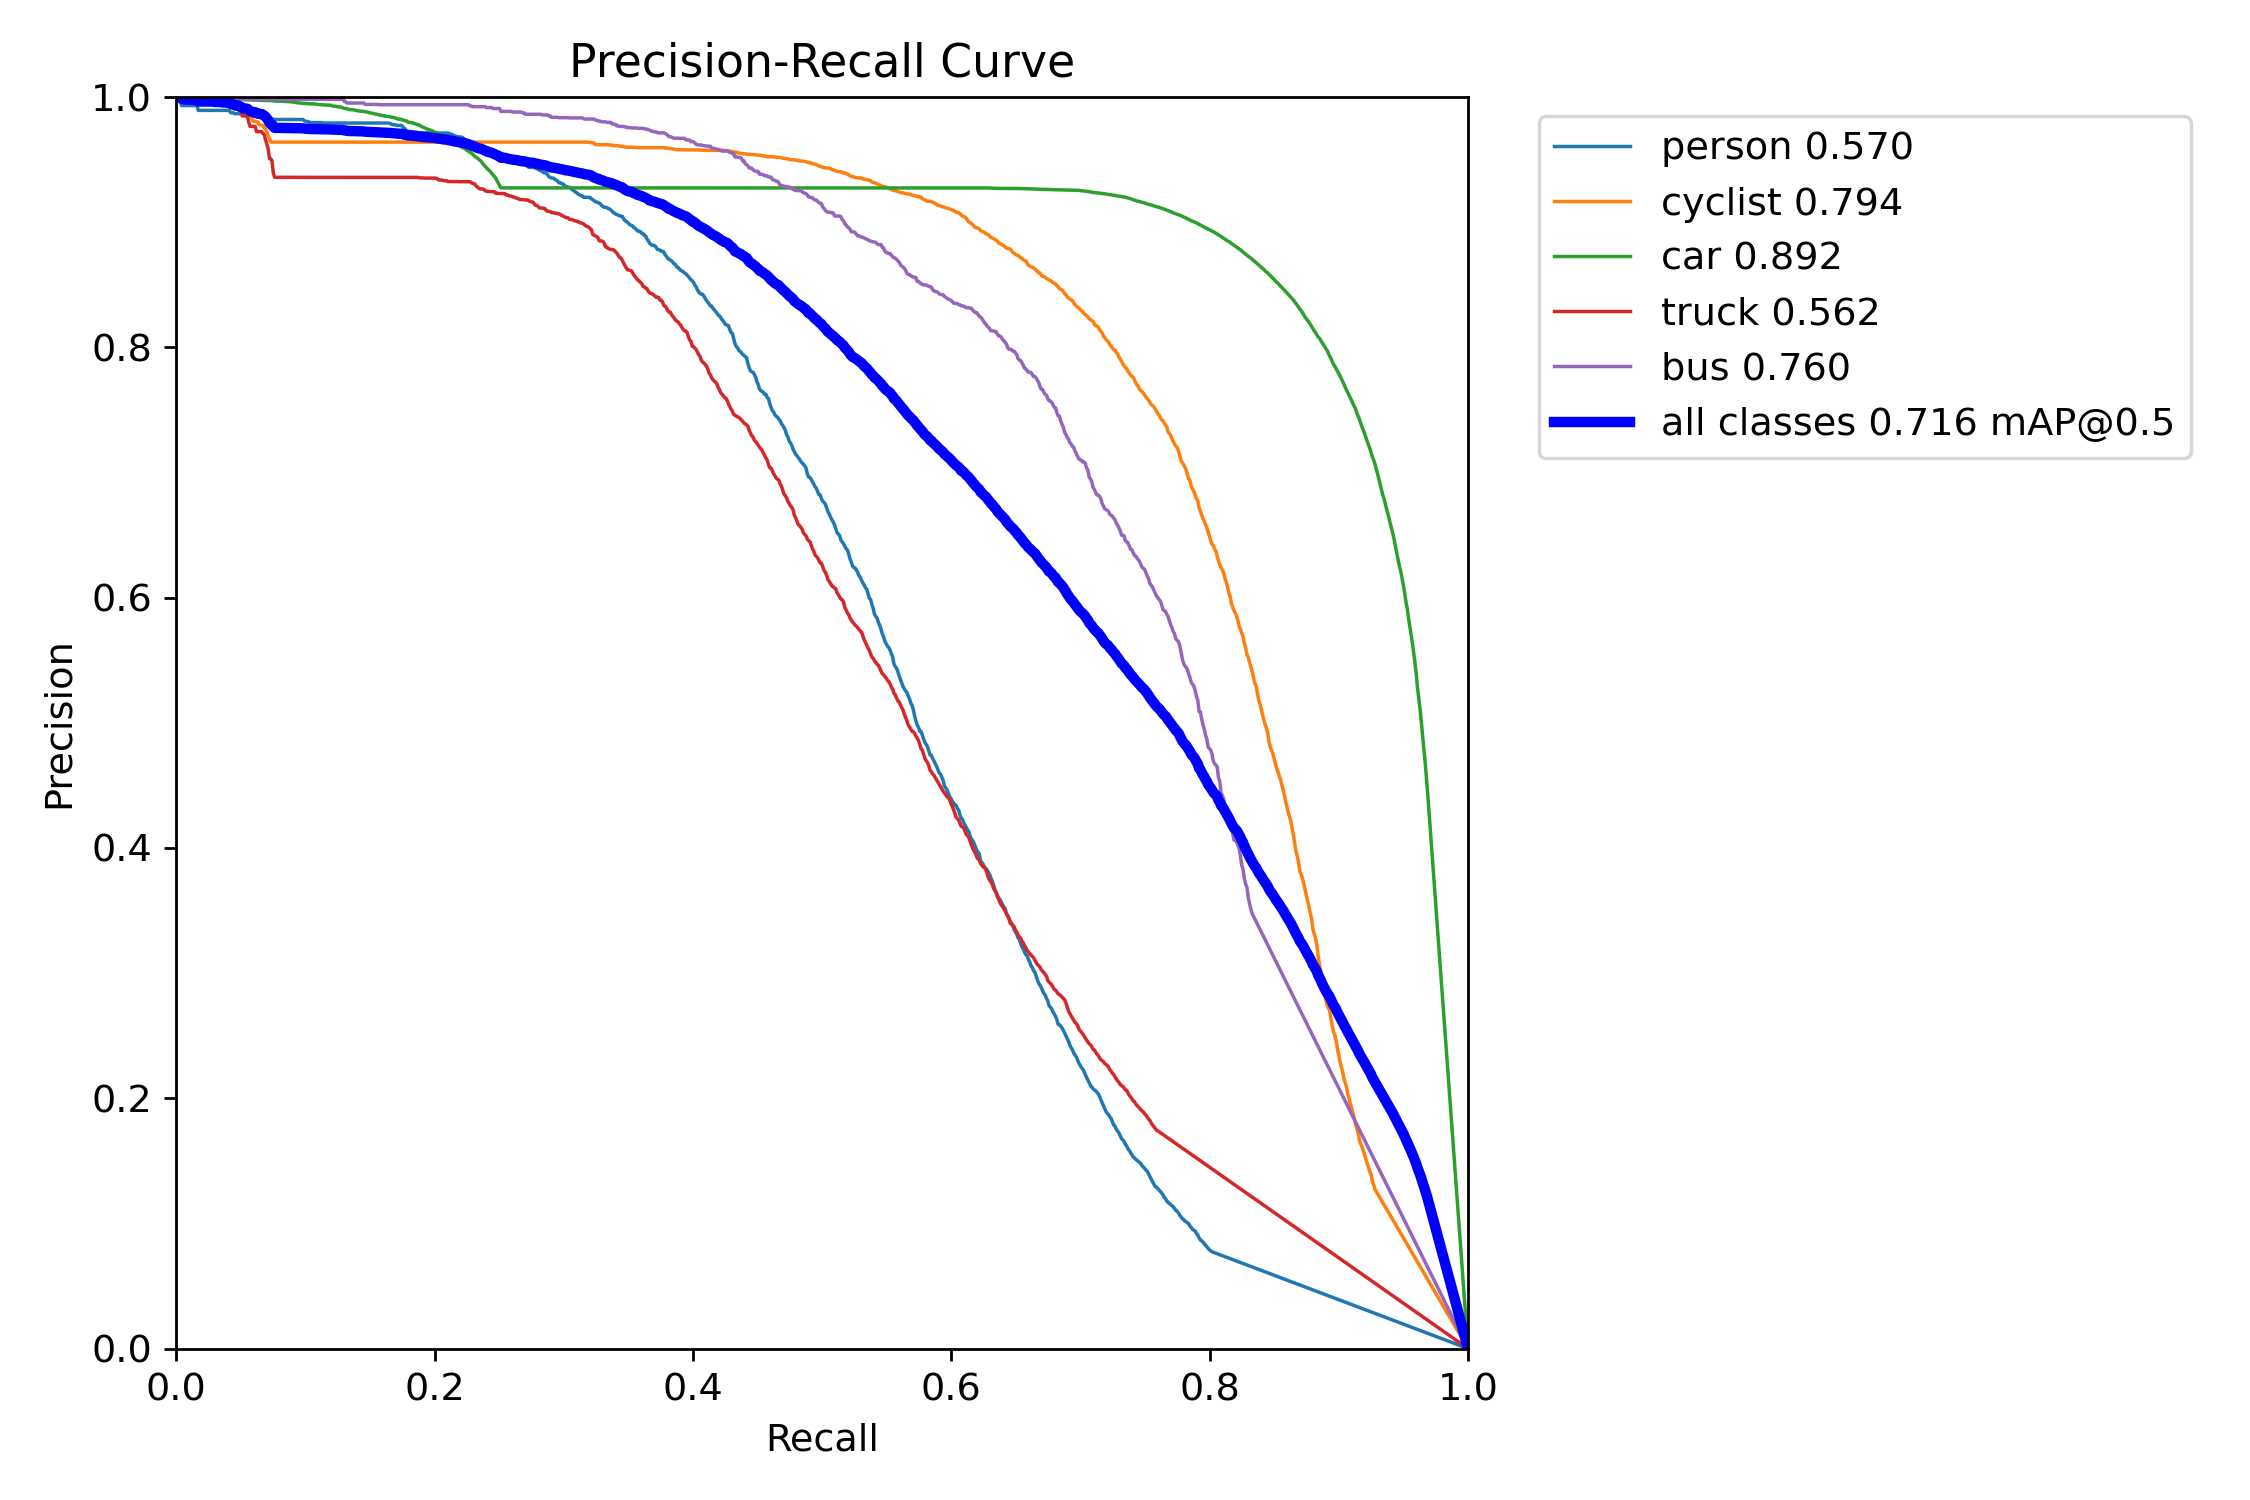 Precision-Recall Curve
1.0
0.8
0.6
0.4
0.2
0.0
Precision
0.0 0.2 0.4 0.6 0.8 1.0
Recall
person 0.570
cyclist 0.794
car 0.892
truck 0.562
bus 0.760
all classes 0.716 mAP@0.5